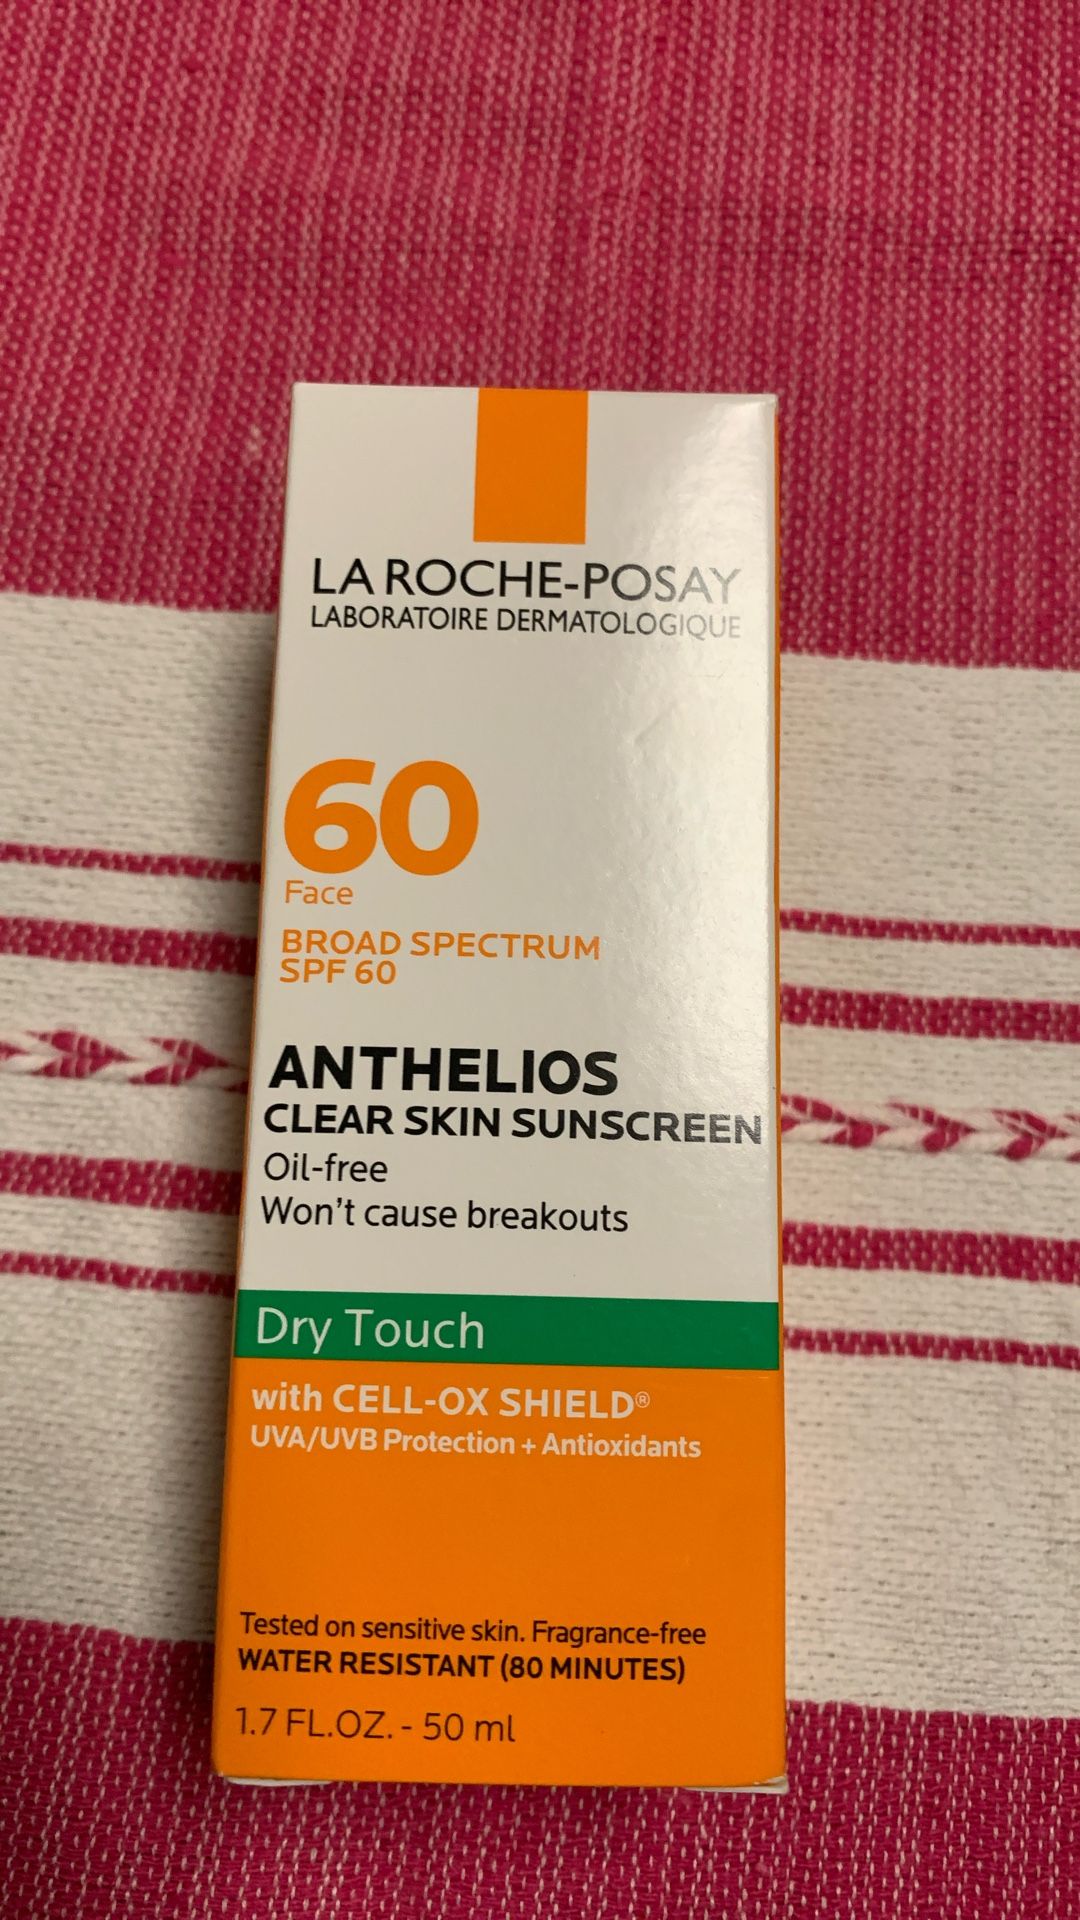 LA ROCHE-POSAY
LABORATOIRE DERMATOLOGIQUE
60
Face
BROAD SPECTRUM
SPF 60
ANTHELIOS
CLEAR SKIN SUNSCREEN
Oil-free
Won't cause breakouts
Dry Touch
with CELL-OX SHIELD®
UVA/UVB Protection + Antioxidants
Tested on sensitive skin. Fragrance-free
WATER RESISTANT (80 MINUTES)
1.7 FL.OZ. - 50 ml